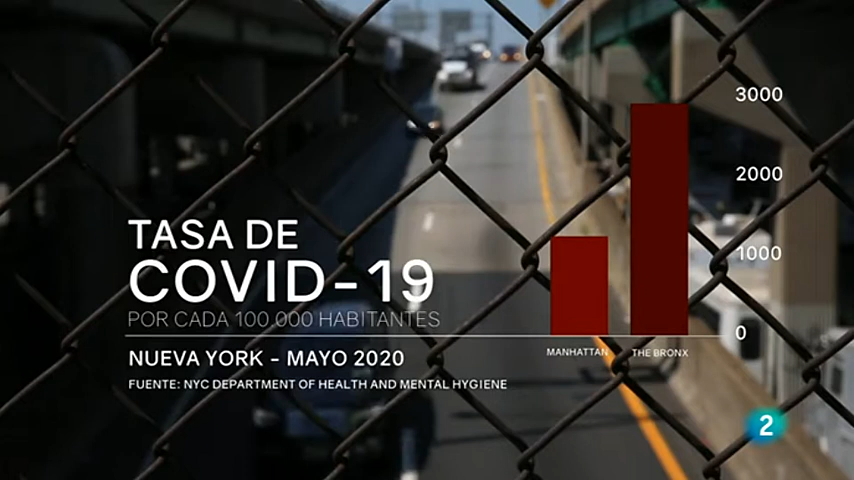 TASA DE
COVID-19
POR CADA 100.000 HABITANTES
NUEVA YORK - MAYO 2020
FUENTE: NYC DEPARTMENT OF HEALTH AND MENTAL HYGIENE
3000
2000
1000
0
MANHATTAN
THE BRONX
2